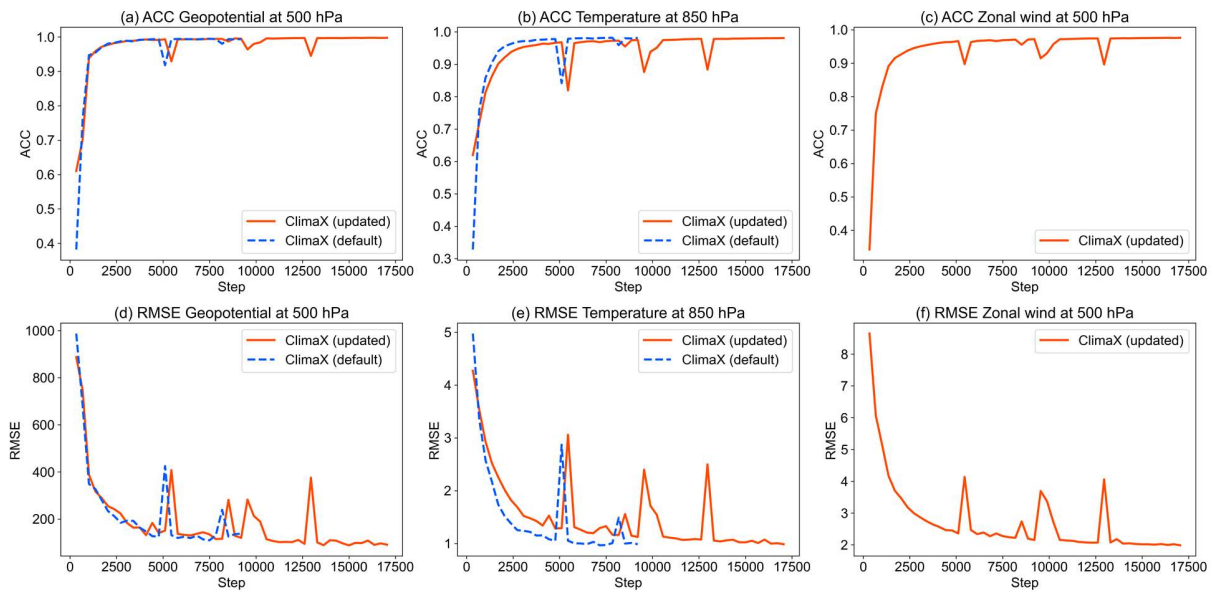 (a) ACC Geopotential at 500 hPa
1.0
0.9
0.8
0.7
0.6
0.5
0.4
ACC
ClimaX (updated)
ClimaX (default)
0 2500 5000 7500 10000 12500 15000 17500
Step
(b) ACC Temperature at 850 hPa
1.0
0.9
0.8
0.7
0.6
0.5
0.4
0.3
ACC
ClimaX (updated)
ClimaX (default)
0 2500 5000 7500 10000 12500 15000 17500
Step
(c) ACC Zonal wind at 500 hPa
1.0
0.9
0.8
0.7
0.6
0.5
0.4
ACC
ClimaX (updated)
0 2500 5000 7500 10000 12500 15000 17500
Step
(d) RMSE Geopotential at 500 hPa
1000
800
600
400
200
RMSE
ClimaX (updated)
ClimaX (default)
0 2500 5000 7500 10000 12500 15000 17500
Step
(e) RMSE Temperature at 850 hPa
5
4
3
2
1
RMSE
ClimaX (updated)
ClimaX (default)
0 2500 5000 7500 10000 12500 15000 17500
Step
(f) RMSE Zonal wind at 500 hPa
8
7
6
5
4
3
2
RMSE
ClimaX (updated)
0 2500 5000 7500 10000 12500 15000 17500
Step